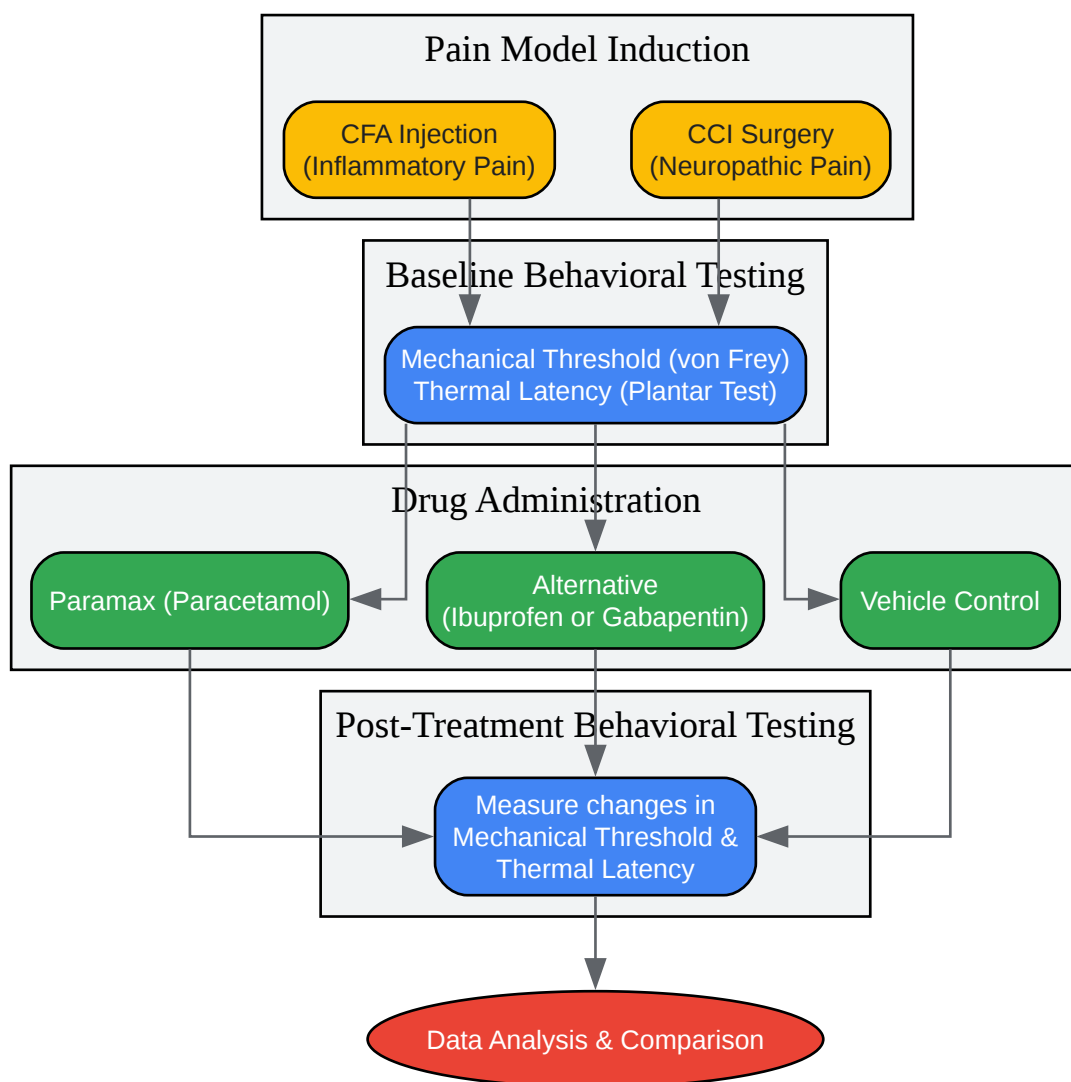 Pain Model Induction
CFA Injection
(Inflammatory Pain)
CCI Surgery
(Neuropathic Pain)
Baseline Behavioral Testing
Mechanical Threshold (von Frey)
Thermal Latency (Plantar Test)
Drug Administration
Paramax (Paracetamol)
Alternative
(Ibuprofen or Gabapentin)
Vehicle Control
Post-Treatment Behavioral Testing
Measure changes in
Mechanical Threshold &
Thermal Latency
Data Analysis & Comparison